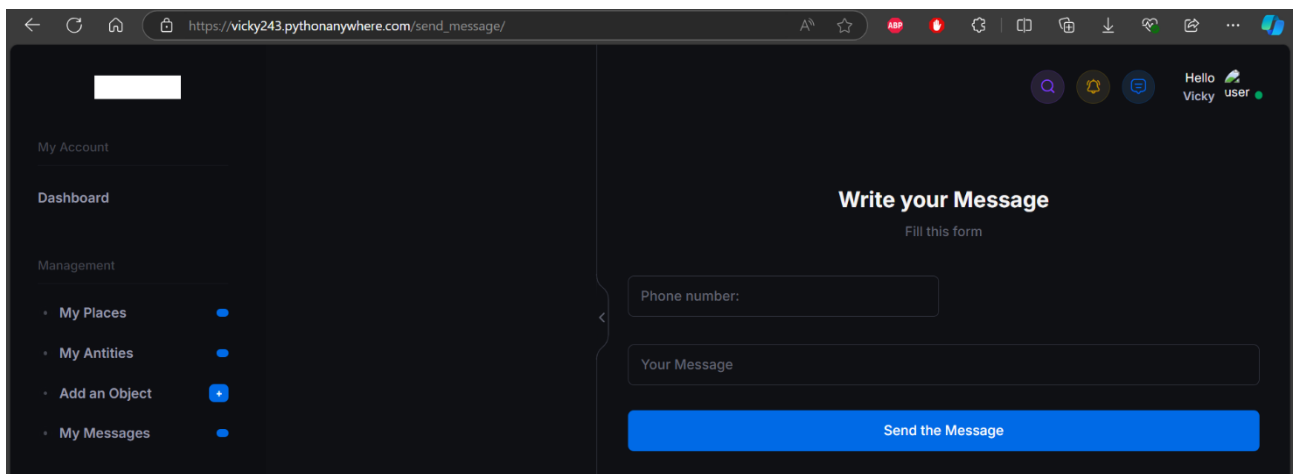 https://vicky243.pythonanywhere.com/send_message/
ABP
Hello
Vicky
user
My Account
Dashboard
Management
My Places
My Antities
Add an Object
+
My Messages
Write your Message
Fill this form
Phone number:
Your Message
Send the Message